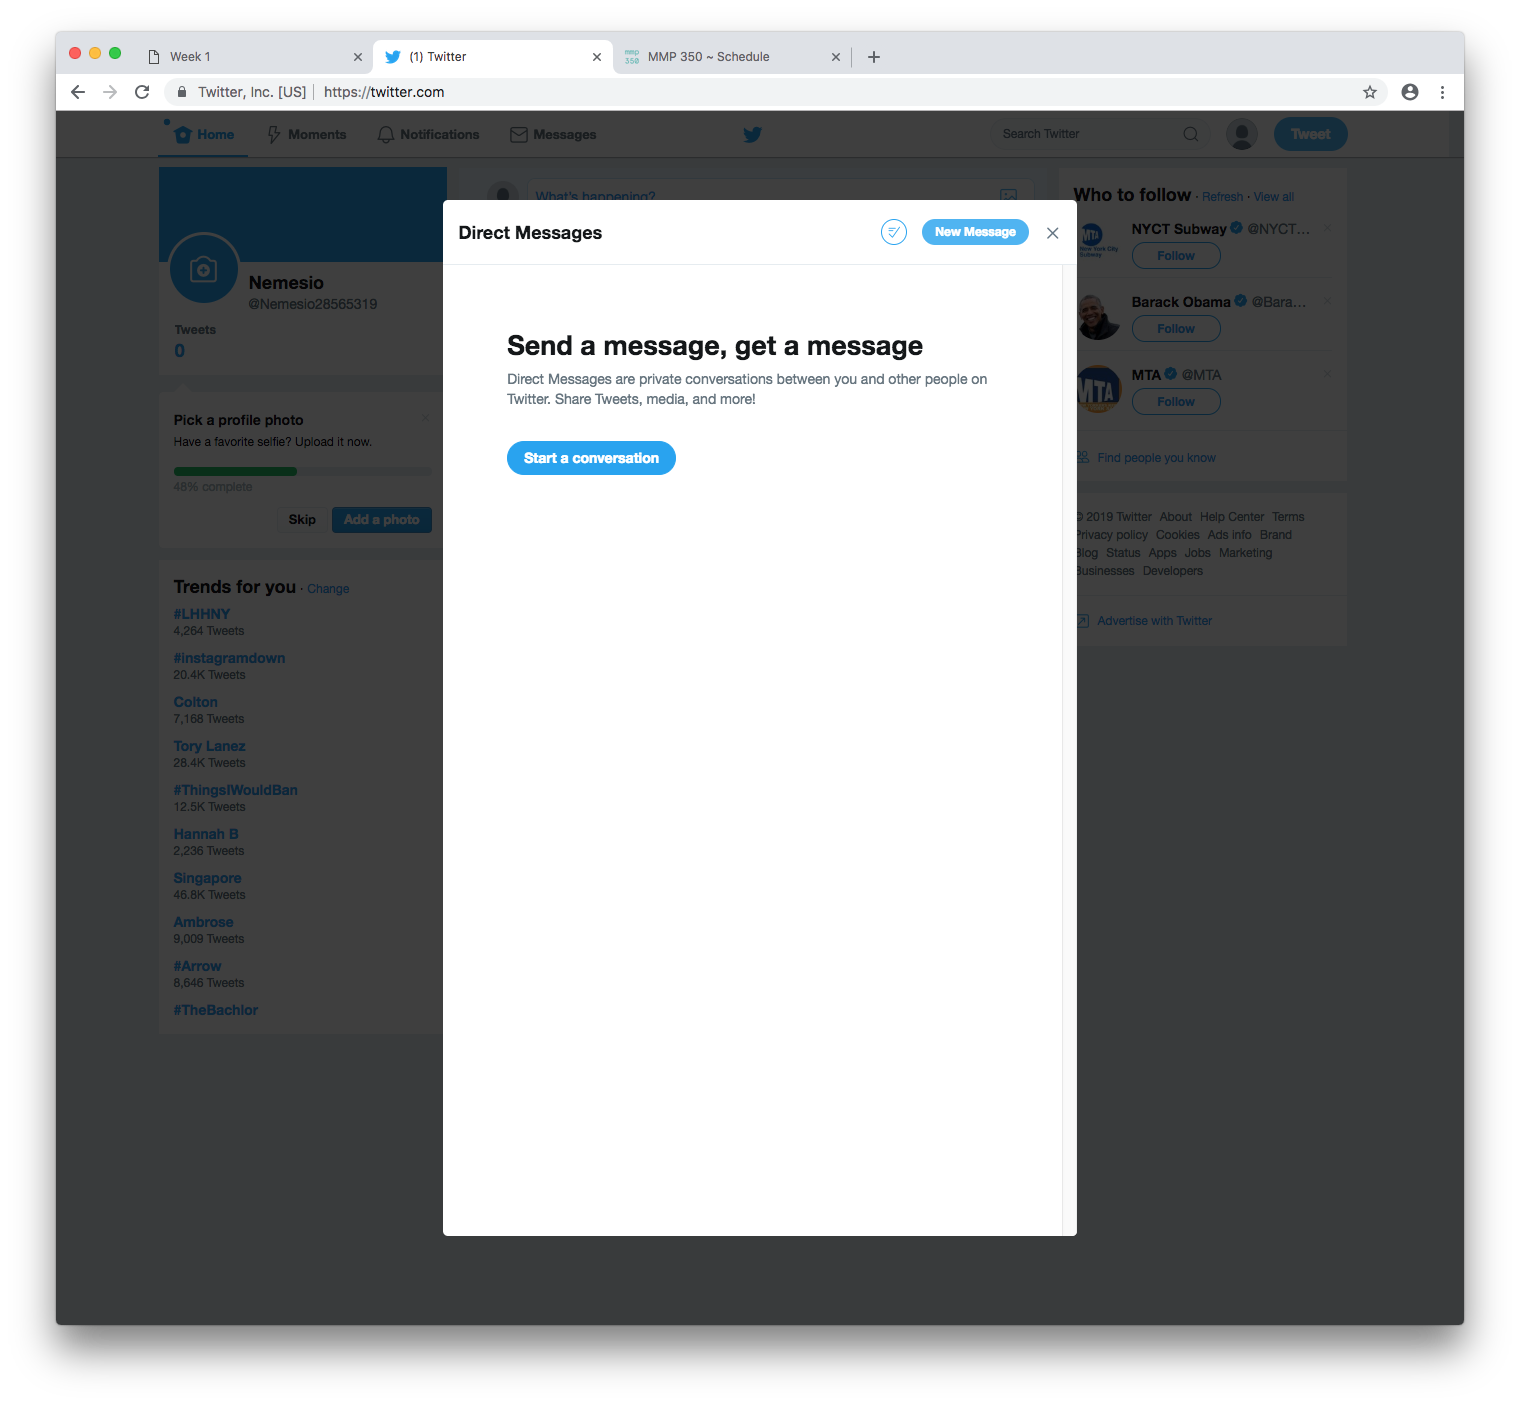 Week 1
(1) Twitter
mmp
350
MMP 350 ~ Schedule
Twitter, Inc. [US]
https://twitter.com
Home
Moments
Notifications
Messages
Search Twitter
Tweet
What's happening?
Nemesio
@Nemesio28565319
Tweets
0
Pick a profile photo
Have a favorite selfie? Upload it now.
48% complete
Skip
Add a photo
Trends for you · Change
#LHHNY
4,264 Tweets
#instagramdown
20.4K Tweets
Colton
7,168 Tweets
Tory Lanez
28.4K Tweets
#ThingsIWouldBan
12.5K Tweets
Hannah B
2,236 Tweets
Singapore
46.8K Tweets
Ambrose
9,009 Tweets
#Arrow
8,646 Tweets
#TheBachlor
Direct Messages
New Message
Send a message, get a message
Direct Messages are private conversations between you and other people on
Twitter. Share Tweets, media, and more!
Start a conversation
Who to follow · Refresh · View all
MTA
New York City
Subway
NYCT Subway @NYCT...
Follow
Barack Obama @Bara...
Follow
MTA
MTA @MTA
Follow
Find people you know
© 2019 Twitter About Help Center Terms
Privacy policy Cookies Ads info Brand
Blog Status Apps Jobs Marketing
Businesses Developers
Advertise with Twitter